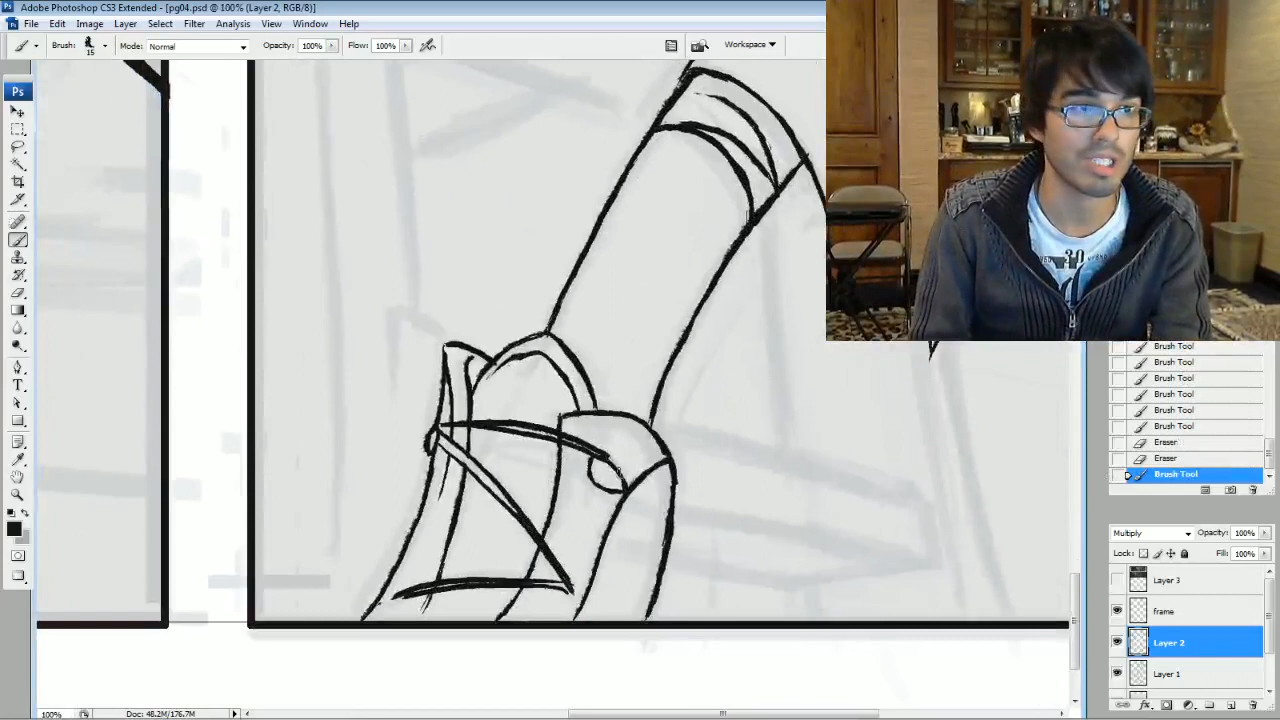 Adobe Photoshop CS3 Extended - [pg04.psd @ 100% (Layer 2, RGB/8)]
File Edit Image Layer Select Filter Analysis View Window Help
Brush: 15 Mode: Normal Opacity: 100% Flow: 100% Workspace
Ps
30
Brush Tool
Brush Tool
Brush Tool
Brush Tool
Brush Tool
Brush Tool
Eraser
Eraser
Brush Tool
Multiply Opacity: 100%
Lock: Fill: 100%
Layer 3
frame
Layer 2
Layer 1
100% Doc: 48.2M/176.7M